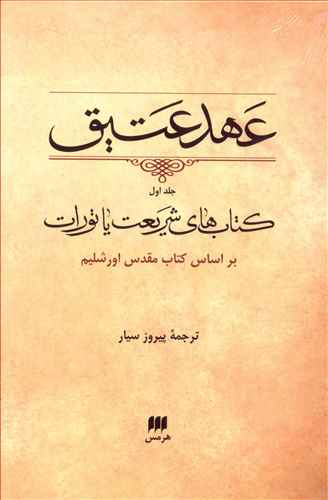 عهد عتیق
جلد اول
کتاب‌های شریعت یا تورات
بر اساس کتاب مقدس اورشلیم
ترجمهٔ پیروز سیار
هرمس